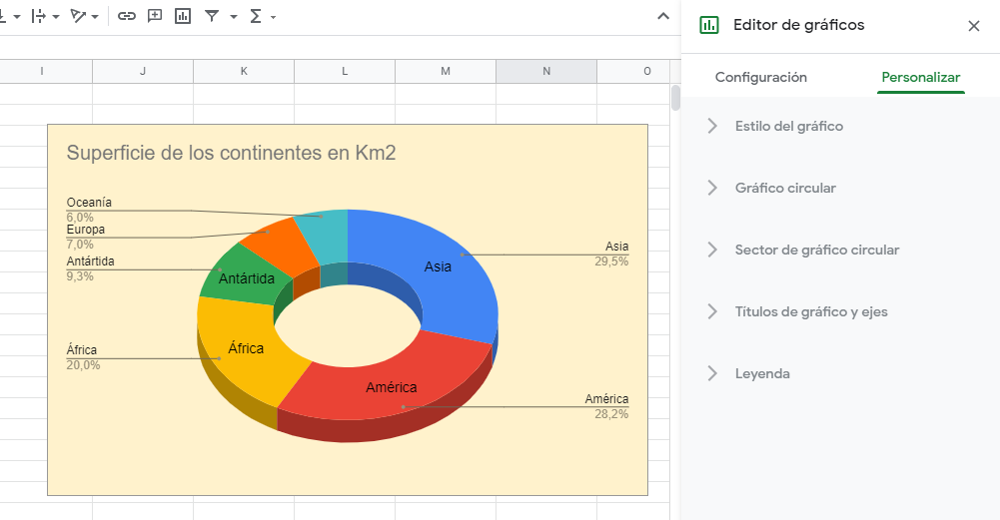 Editor de gráficos
Configuración
Personalizar
I
J
K
L
M
N
O
Estilo del gráfico
Gráfico circular
Sector de gráfico circular
Títulos de gráfico y ejes
Leyenda
Superficie de los continentes en Km2
Oceanía
6,0%
Europa
7,0%
Antártida
9,3%
África
20,0%
Asia
29,5%
América
28,2%
Asia
Antártida
África
América